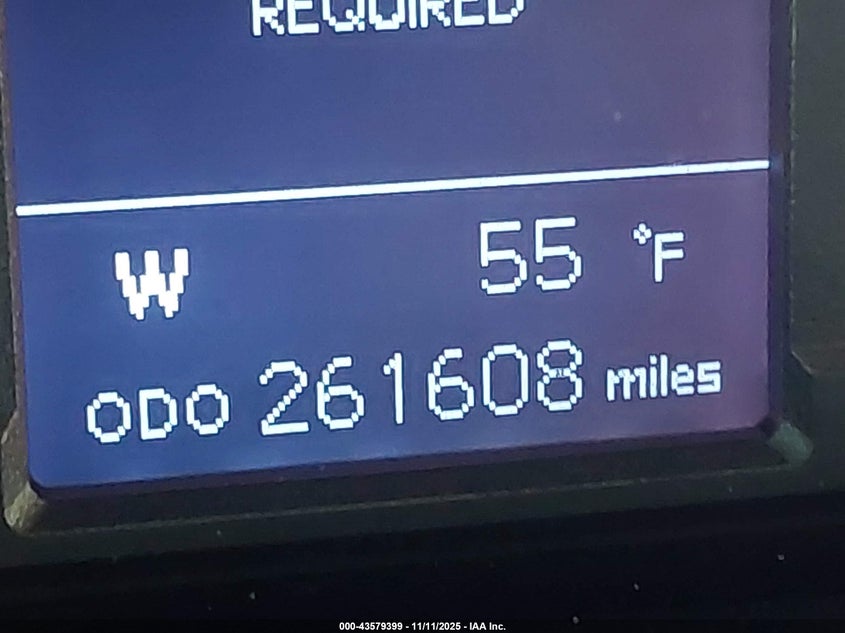 REQUIRED
W 55 °F
ODO 261608 miles
000-43579399 - 11/11/2025 - IAA Inc.